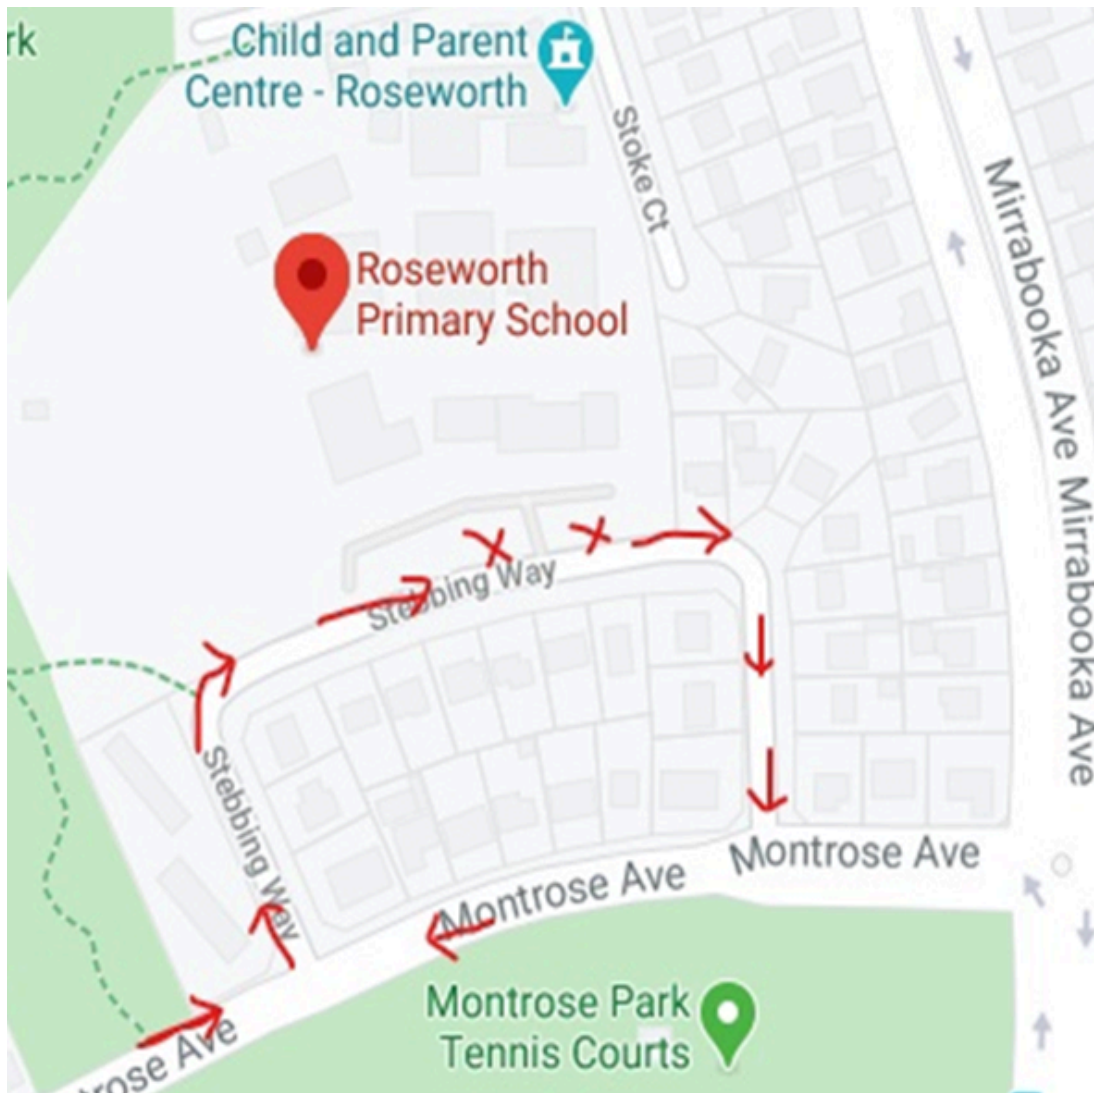 rk
Child and Parent
Centre - Roseworth
Stoke Ct
Mirrabooka Ave
Mirrabooka Ave
Roseworth
Primary School
Stebbing Way
Stebbing Way
Montrose Ave
Montrose Ave
rose Ave
Montrose Park
Tennis Courts